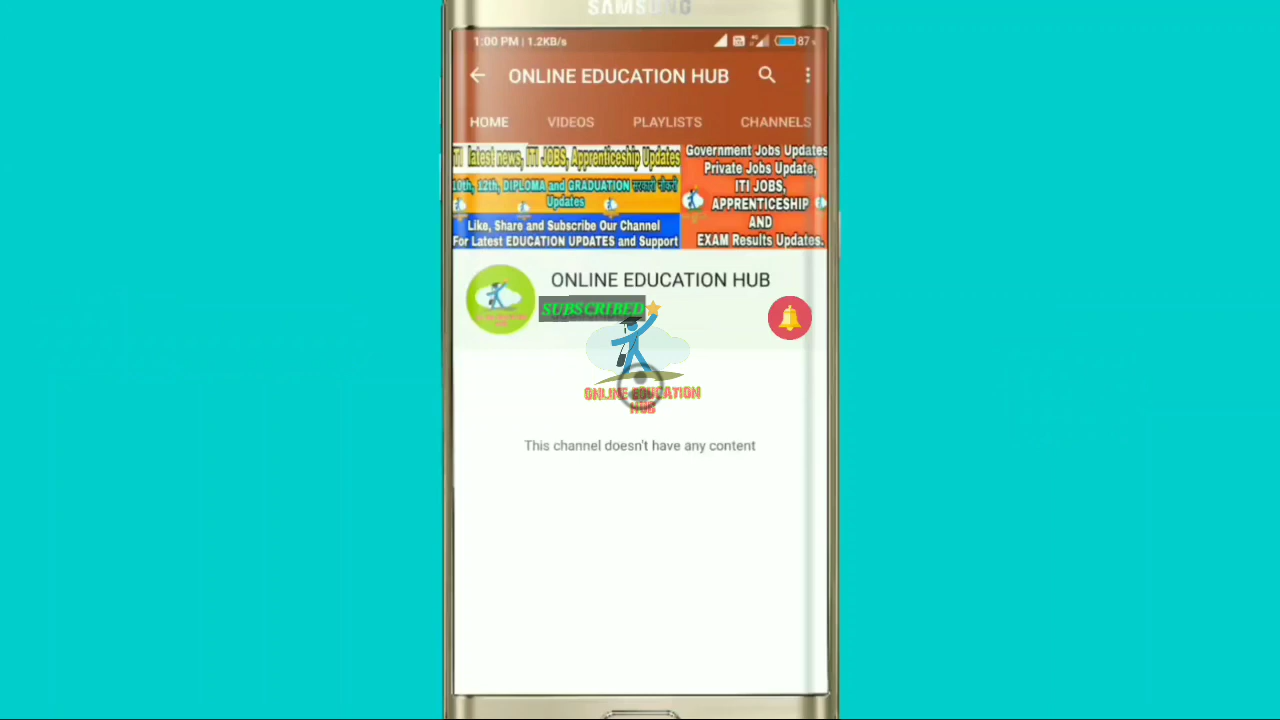 SAMSUNG
1:00 PM | 1.2KB/s
87
ONLINE EDUCATION HUB
HOME VIDEOS PLAYLISTS CHANNELS
ITI latest news, ITI JOBS, Apprenticeship Updates
10th, 12th, DIPLOMA and GRADUATION सरकारी नौकरी
Updates
Like, Share and Subscribe Our Channel
For Latest EDUCATION UPDATES and Support
Government Jobs Updates
Private Jobs Update,
ITI JOBS,
APPRENTICESHIP
AND
EXAM Results Updates.
ONLINE EDUCATION HUB
SUBSCRIBED
ONLINE EDUCATION
HUB
This channel doesn't have any content